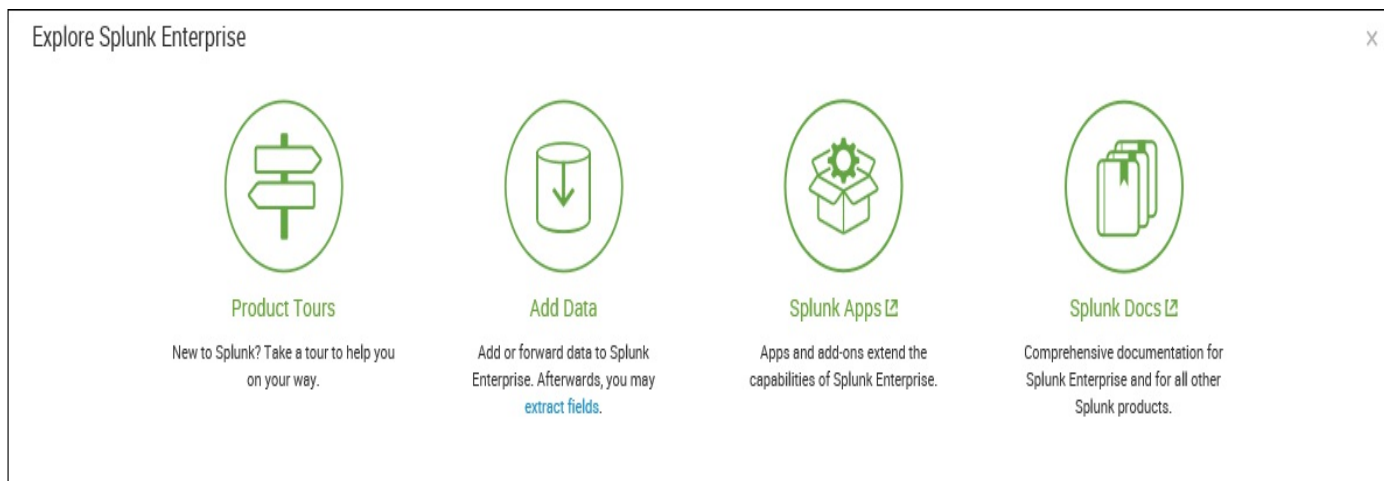 Explore Splunk Enterprise
X
Product Tours
New to Splunk? Take a tour to help you
on your way.
Add Data
Add or forward data to Splunk
Enterprise. Afterwards, you may
extract fields.
Splunk Apps
Apps and add-ons extend the
capabilities of Splunk Enterprise.
Splunk Docs
Comprehensive documentation for
Splunk Enterprise and for all other
Splunk products.